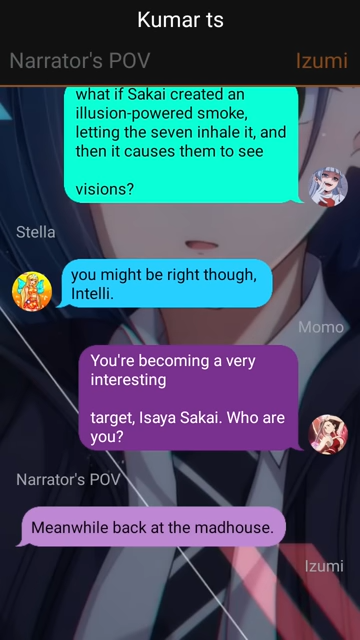 Kumar ts
Narrator's POV
Izumi
what if Sakai created an
illusion-powered smoke,
letting the seven inhale it, and
then it causes them to see
visions?
Stella
you might be right though,
Intelli.
Momo
You're becoming a very
interesting
target, Isaya Sakai. Who are
you?
Narrator's POV
Meanwhile back at the madhouse.
Izumi